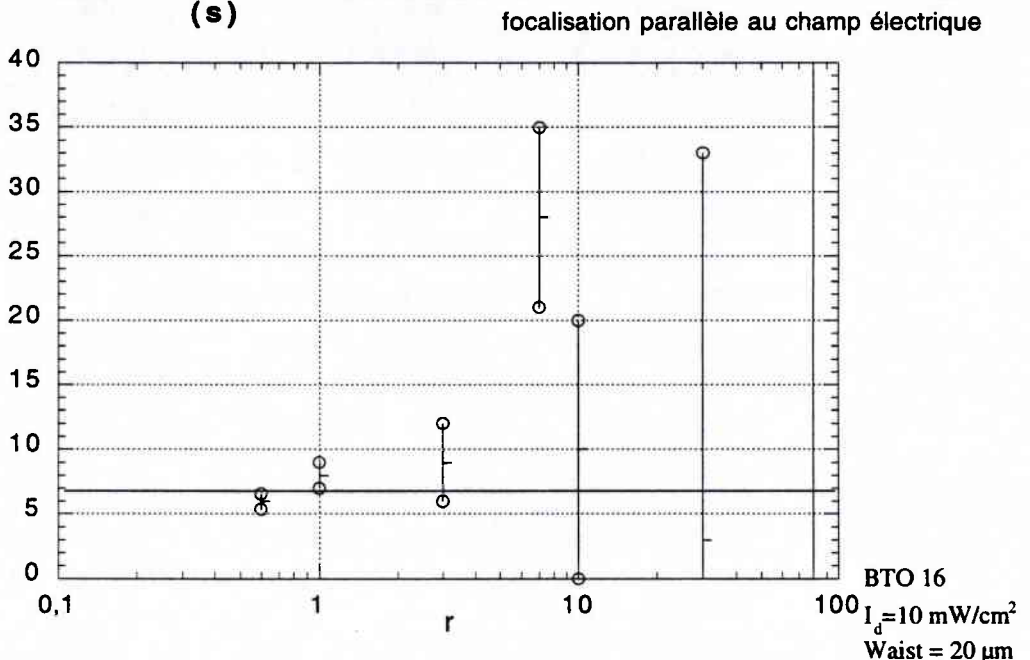 (s)
focalisation parallèle au champ électrique
40
35
30
25
20
15
10
5
0
0,1
1
10
100
r
BTO 16
I_d=10 mW/cm²
Waist = 20 µm